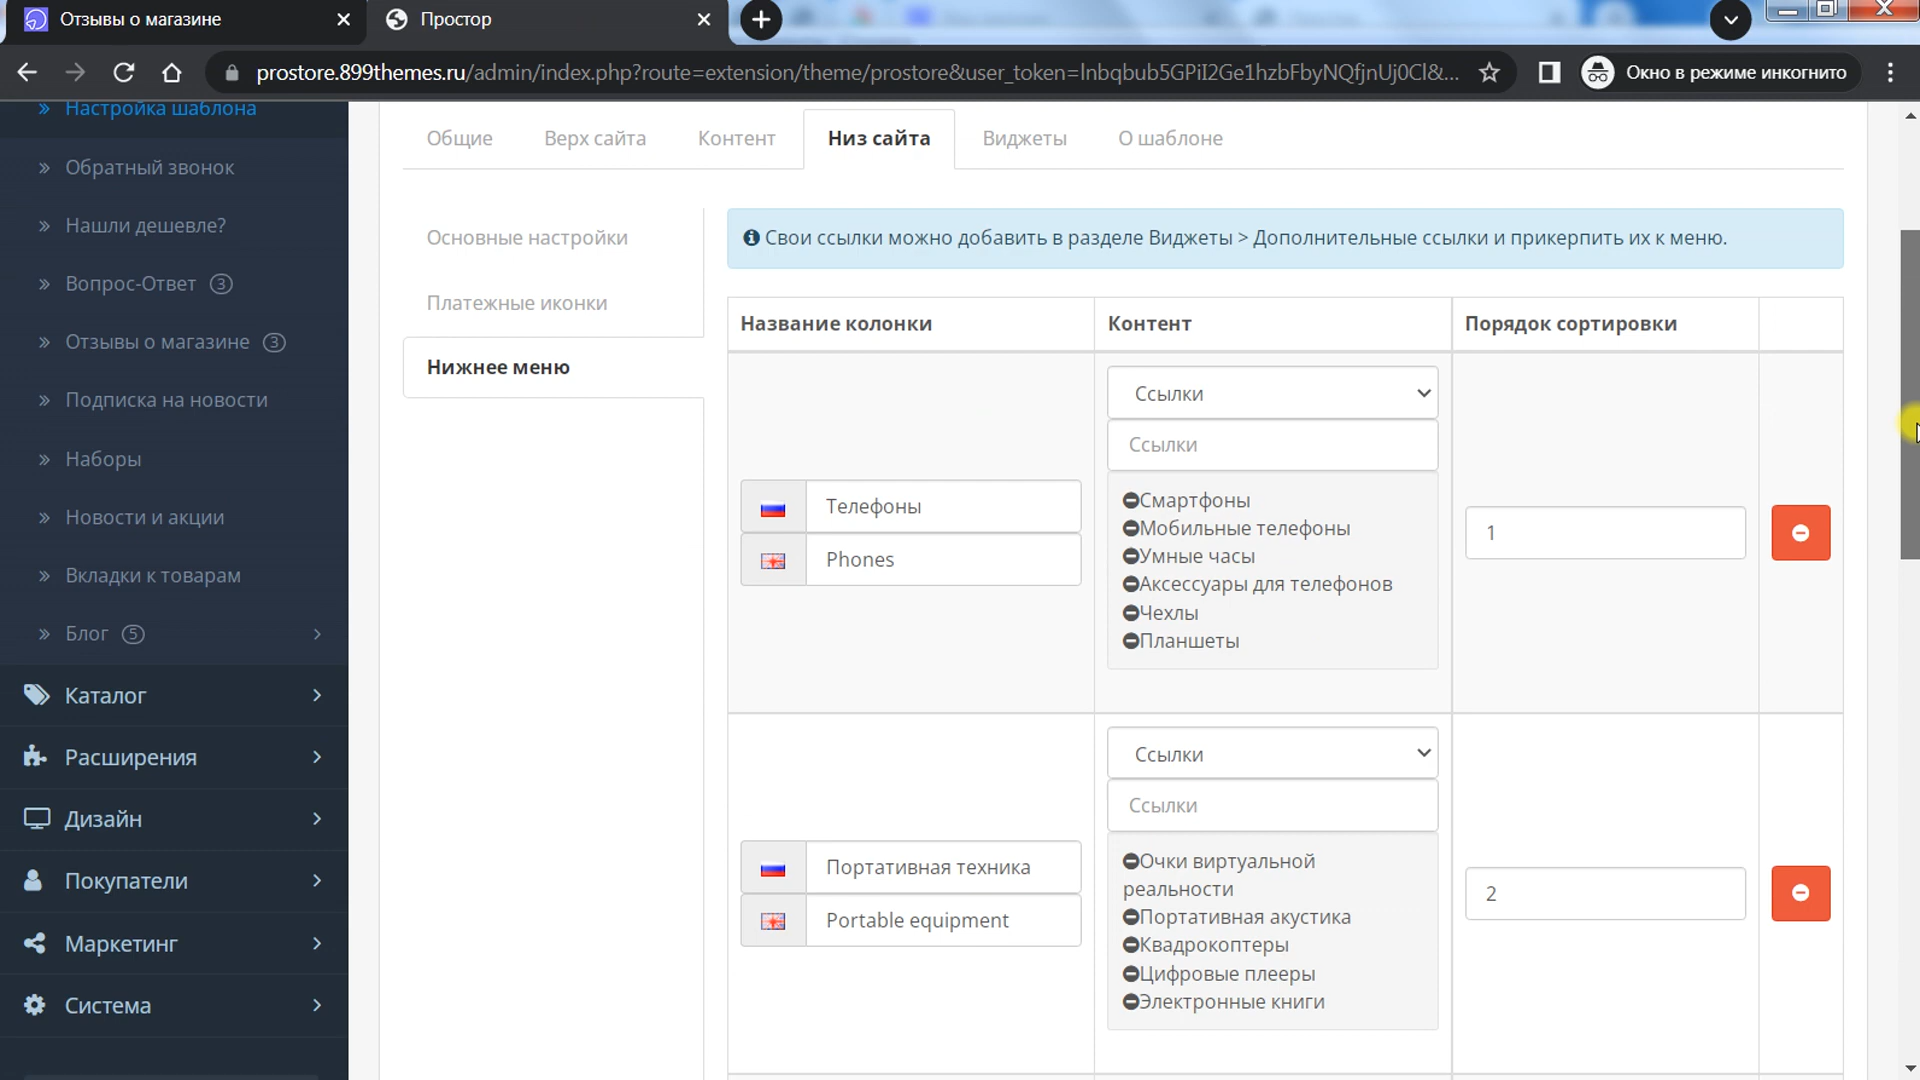 Отзывы о магазине
Простор
prostore.899themes.ru/admin/index.php?route=extension/theme/prostore&user_token=lnbqbub5GPiI2Ge1hzbFbyNQfjnUj0Cl&...
Окно в режиме инкогнито
Настройка шаблона
Обратный звонок
Нашли дешевле?
Вопрос-Ответ 3
Отзывы о магазине 3
Подписка на новости
Наборы
Новости и акции
Вкладки к товарам
Блог 5
Каталог
Расширения
Дизайн
Покупатели
Маркетинг
Система
Общие Верх сайта Контент Низ сайта Виджеты О шаблоне
Основные настройки
Платежные иконки
Нижнее меню
Свои ссылки можно добавить в разделе Виджеты > Дополнительные ссылки и прикерпить их к меню.
Название колонки Контент Порядок сортировки
Телефоны
Phones
Ссылки
Ссылки
Смартфоны
Мобильные телефоны
Умные часы
Аксессуары для телефонов
Чехлы
Планшеты
1
Портативная техника
Portable equipment
Ссылки
Ссылки
Очки виртуальной
реальности
Портативная акустика
Квадрокоптеры
Цифровые плееры
Электронные книги
2